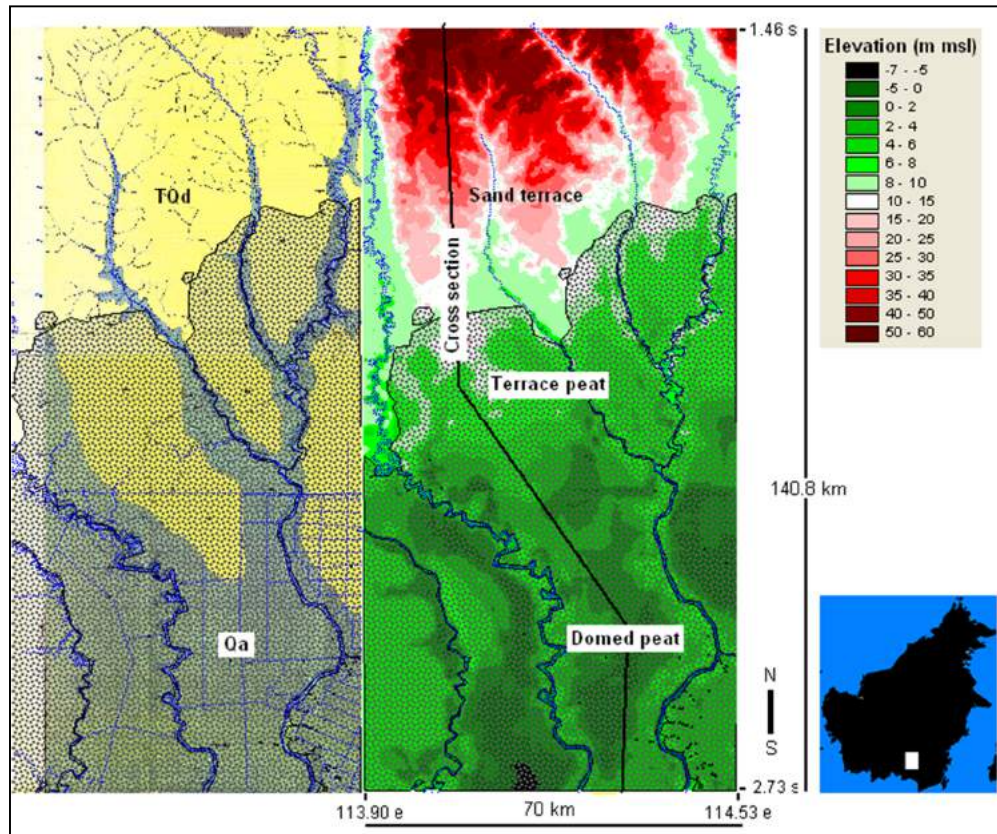 TQd
Qa
Sand terrace
Cross section
Terrace peat
Domed peat
1.46 s
140.8 km
N
S
2.73 s
113.90 e
70 km
114.53 e
Elevation (m msl)
-7 - -5
-5 - 0
0 - 2
2 - 4
4 - 6
6 - 8
8 - 10
10 - 15
15 - 20
20 - 25
25 - 30
30 - 35
35 - 40
40 - 50
50 - 60